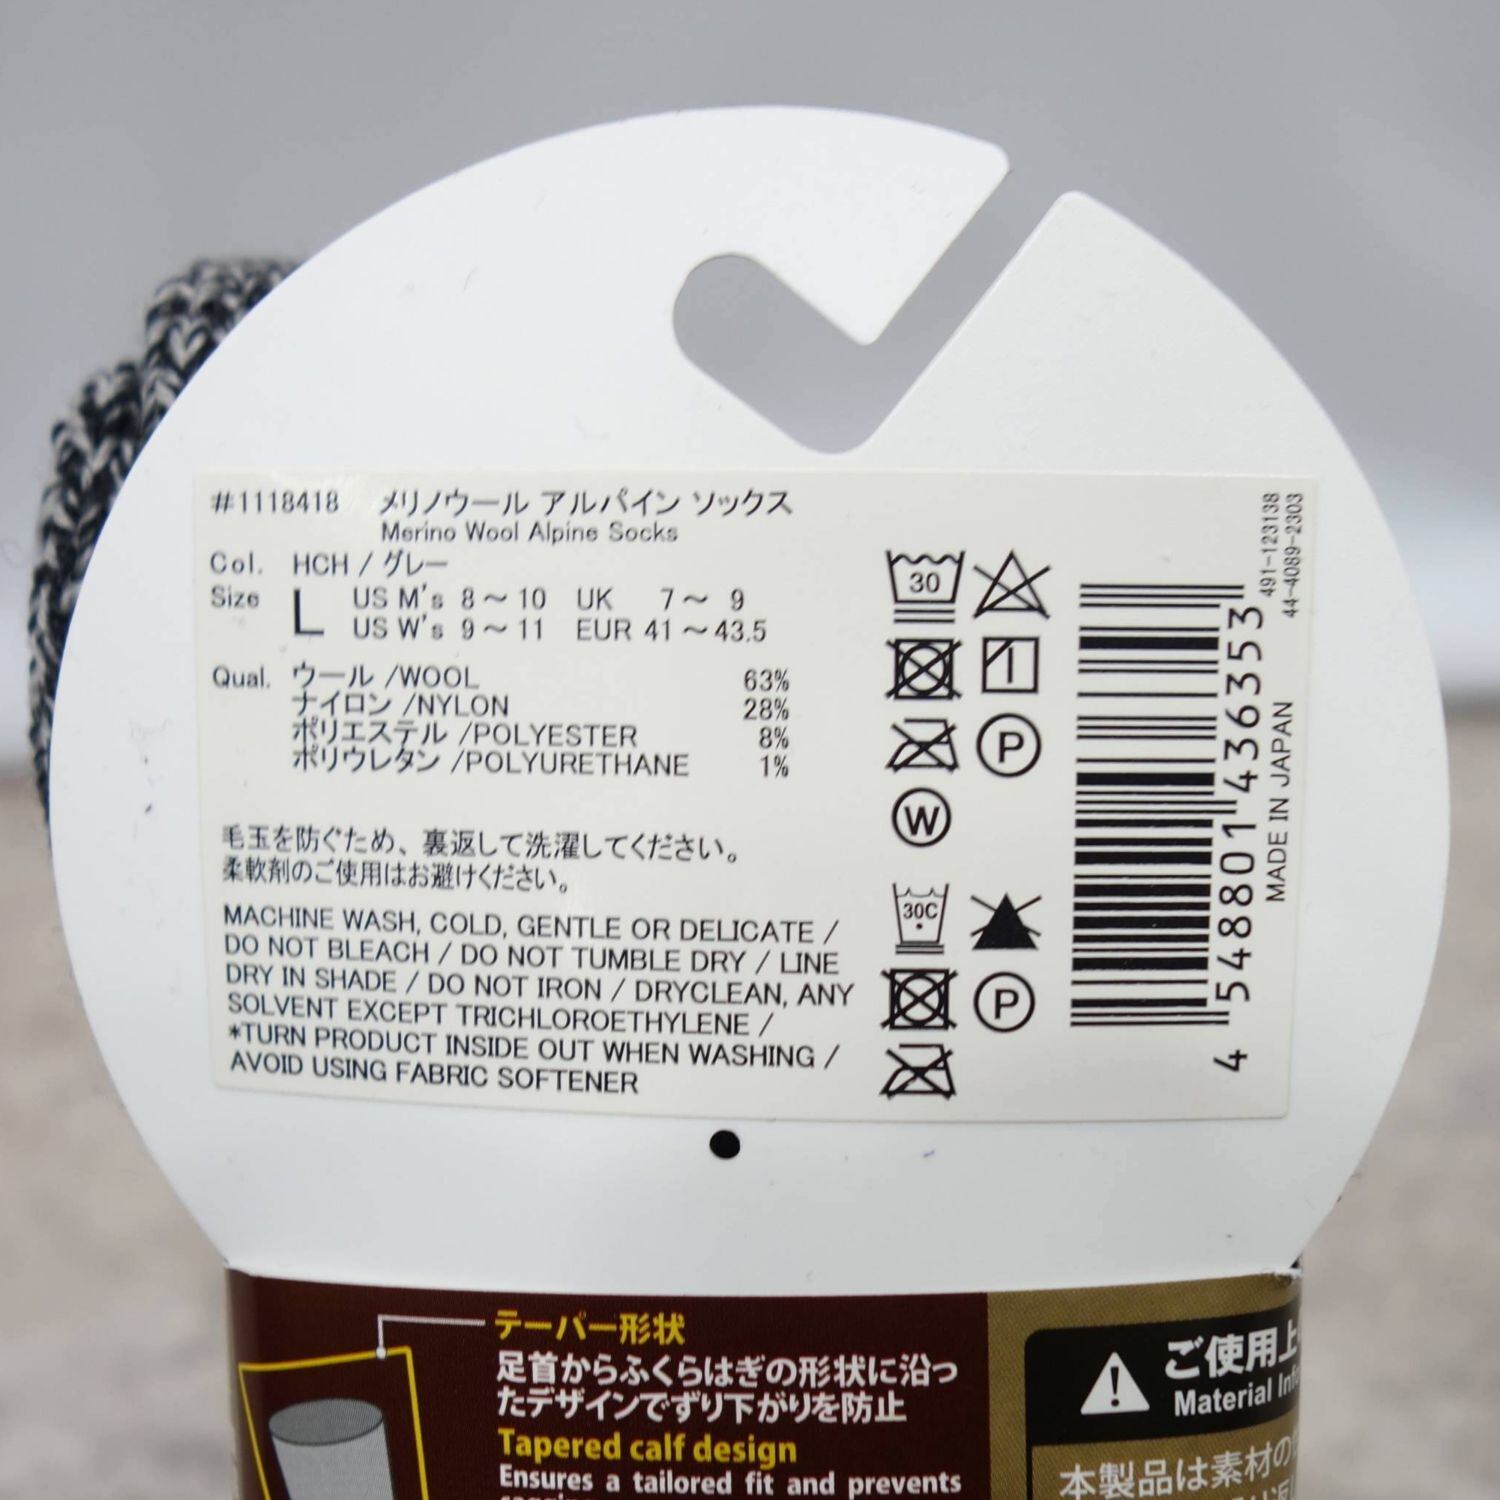 #1118418 メリノウール アルパイン ソックス
Merino Wool Alpine Socks
Col. HCH / グレー
Size L US M's 8～10 UK 7～ 9
US W's 9～11 EUR 41～43.5
Qual. ウール /WOOL 63%
ナイロン /NYLON 28%
ポリエステル /POLYESTER 8%
ポリウレタン /POLYURETHANE 1%
毛玉を防ぐため、裏返して洗濯してください。
柔軟剤のご使用はお避けください。
MACHINE WASH, COLD, GENTLE OR DELICATE /
DO NOT BLEACH / DO NOT TUMBLE DRY / LINE
DRY IN SHADE / DO NOT IRON / DRYCLEAN, ANY
SOLVENT EXCEPT TRICHLOROETHYLENE /
*TURN PRODUCT INSIDE OUT WHEN WASHING /
AVOID USING FABRIC SOFTENER
30
P
W
30C
P
4 548801 436353
MADE IN JAPAN
491-123138
44-4089-2303
テーパー形状
足首からふくらはぎの形状に沿っ
たデザインでずり下がりを防止
Tapered calf design
Ensures a tailored fit and prevents
ご使用上
Material
本製品は素材の